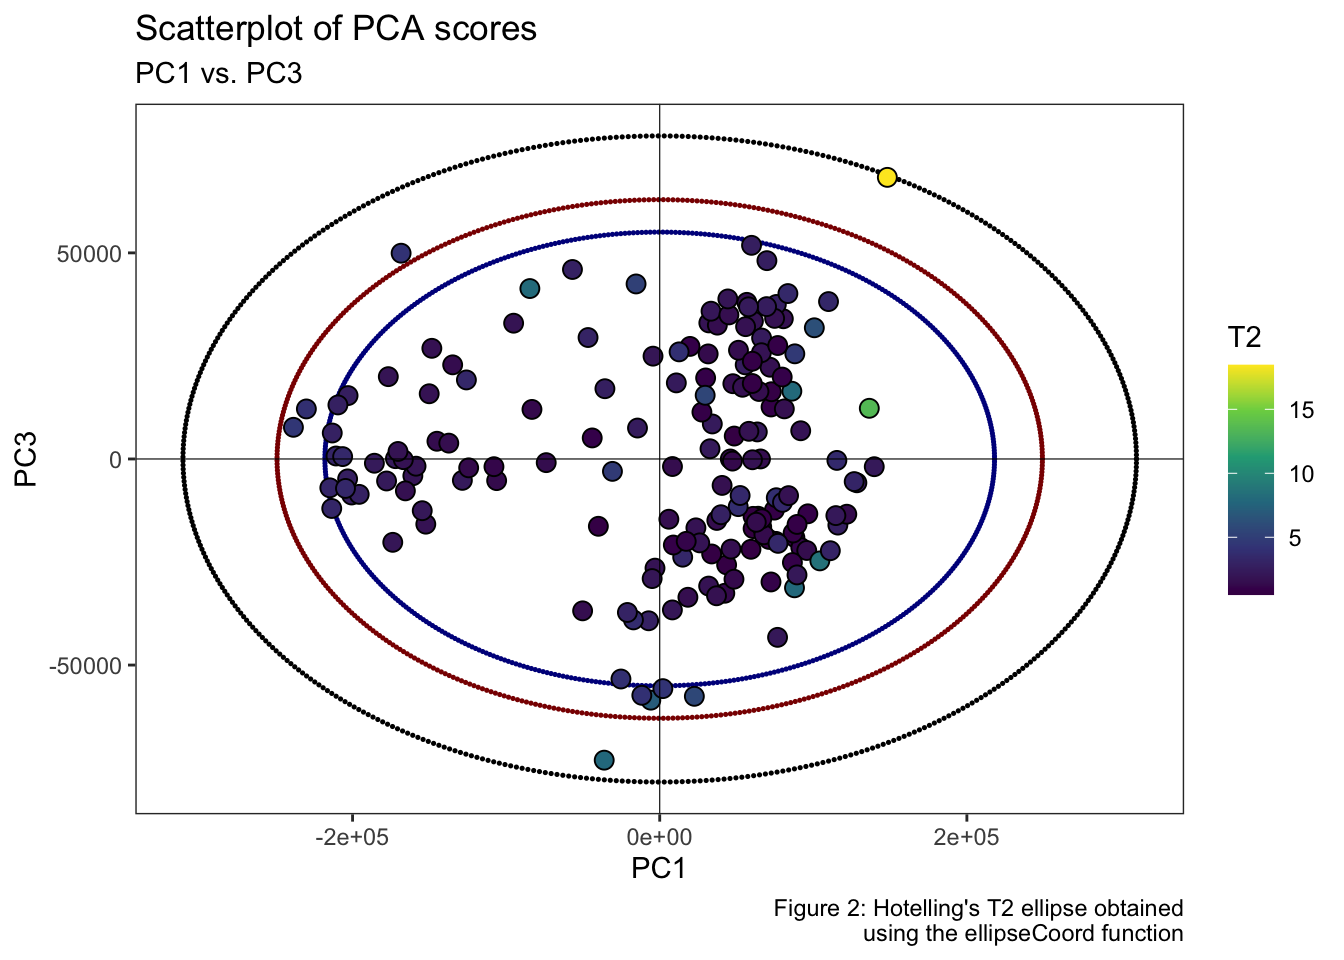 Scatterplot of PCA scores
PC1 vs. PC3
50000
0
-50000
PC3
-2e+05
0e+00
2e+05
PC1
T2
15
10
5
Figure 2: Hotelling's T2 ellipse obtained
using the ellipseCoord function